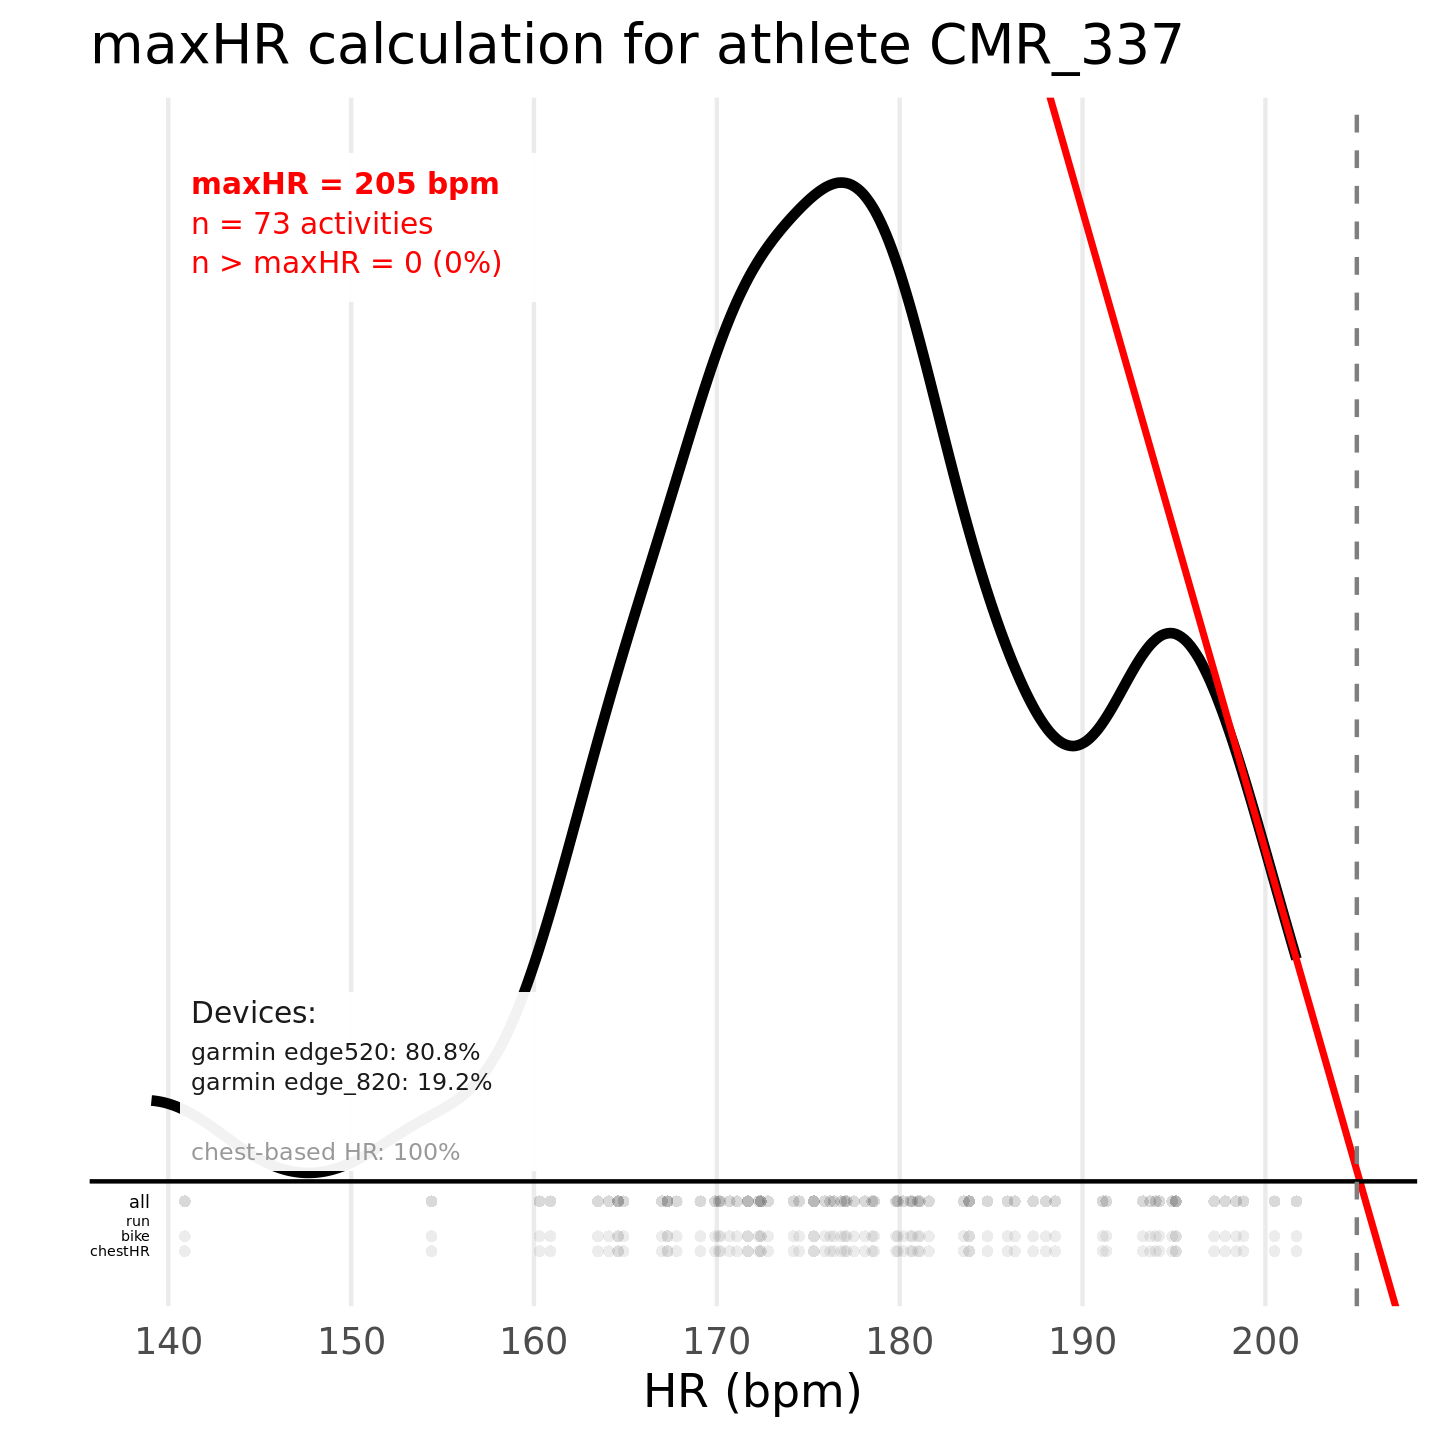 maxHR calculation for athlete CMR_337
maxHR = 205 bpm
n = 73 activities
n > maxHR = 0 (0%)
Devices:
garmin edge520: 80.8%
garmin edge_820: 19.2%
chest-based HR: 100%
all
run
bike
chestHR
140 150 160 170 180 190 200
HR (bpm)